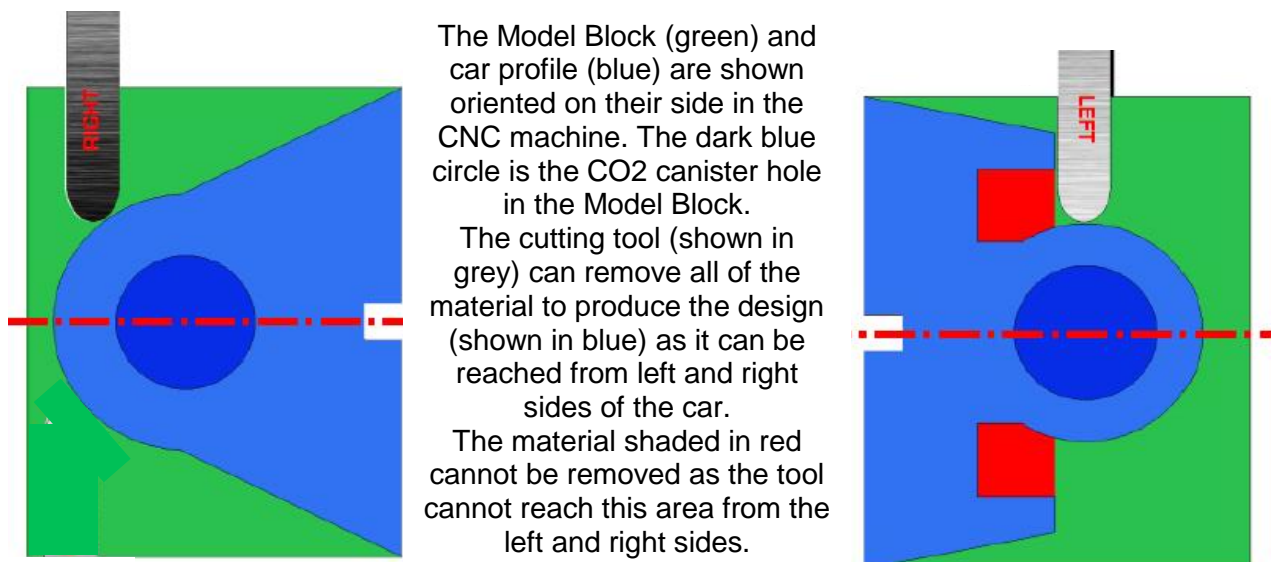 RIGHT
The Model Block (green) and
car profile (blue) are shown
oriented on their side in the
CNC machine. The dark blue
circle is the CO2 canister hole
in the Model Block.
The cutting tool (shown in
grey) can remove all of the
material to produce the design
(shown in blue) as it can be
reached from left and right
sides of the car.
The material shaded in red
cannot be removed as the tool
cannot reach this area from the
left and right sides.
LEFT